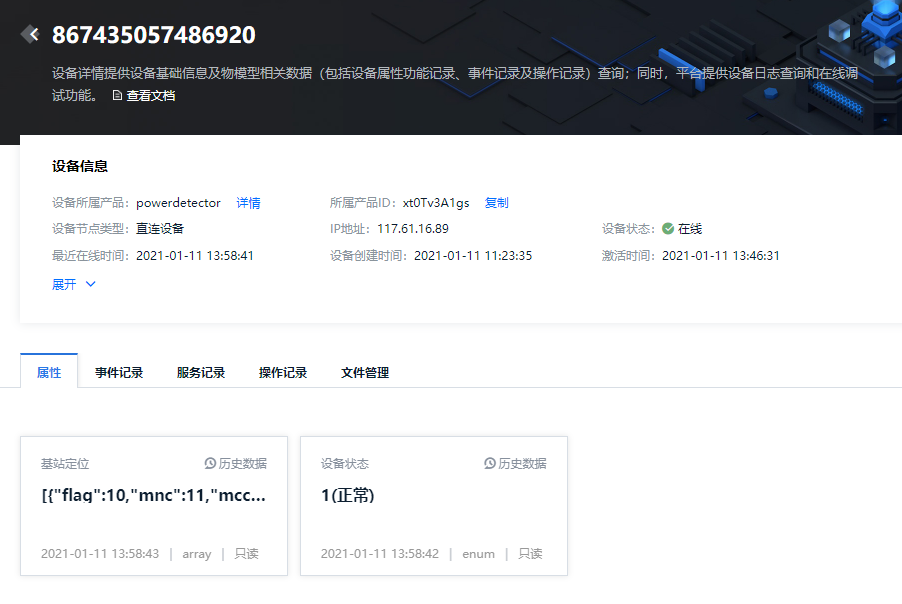 867435057486920
设备详情提供设备基础信息及物模型相关数据（包括设备属性功能记录、事件记录及操作记录）查询；同时，平台提供设备日志查询和在线调
试功能。 查看文档
设备信息
设备所属产品： powerdetector 详情 所属产品ID： xt0Tv3A1gs 复制
设备节点类型： 直连设备 IP地址： 117.61.16.89 设备状态： 在线
最近在线时间： 2021-01-11 13:58:41 设备创建时间： 2021-01-11 11:23:35 激活时间： 2021-01-11 13:46:31
展开
属性 事件记录 服务记录 操作记录 文件管理
基站定位 历史数据 设备状态 历史数据
[{"flag":10,"mnc":11,"mcc... 1(正常)
2021-01-11 13:58:43 | array | 只读 2021-01-11 13:58:42 | enum | 只读